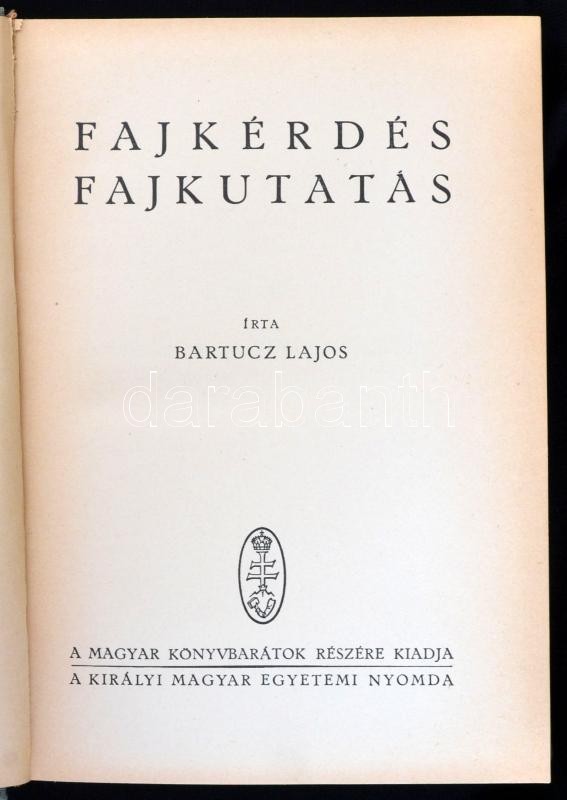 FAJKÉRDÉS
FAJKUTATÁS
ÍRTA
BARTUCZ LAJOS
darabanth
A MAGYAR KÖNYVBARÁTOK RÉSZÉRE KIADJA
A KIRÁLYI MAGYAR EGYETEMI NYOMDA